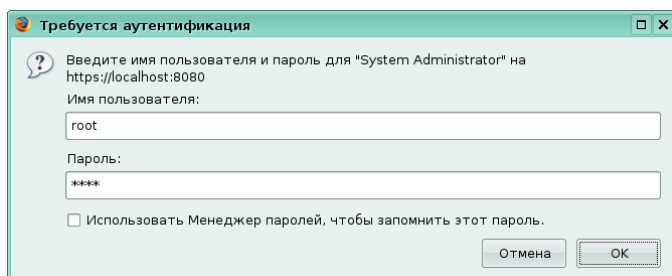 Требуется аутентификация
Введите имя пользователя и пароль для "System Administrator" на
https://localhost:8080
Имя пользователя:
root
Пароль:
****
Использовать Менеджер паролей, чтобы запомнить этот пароль.
Отмена
OK